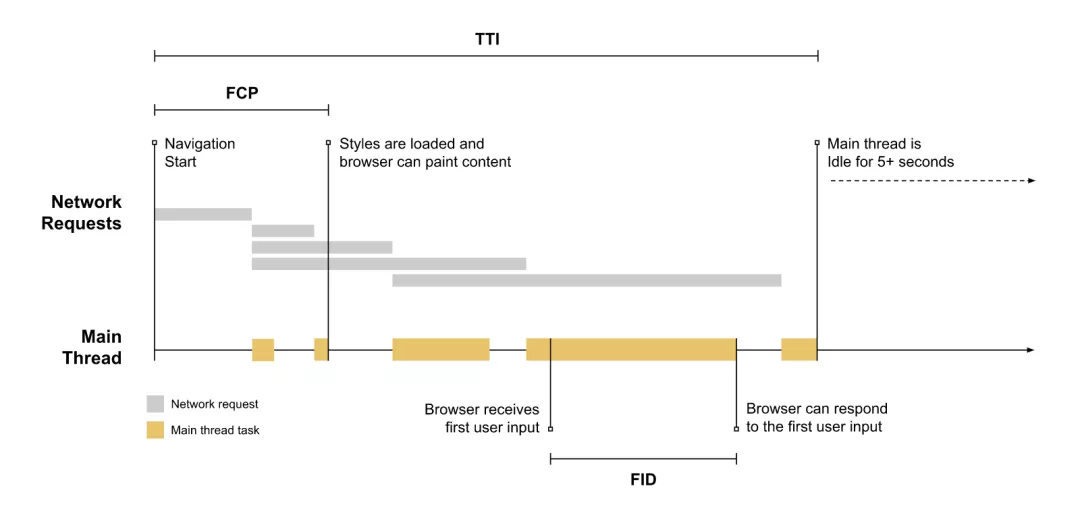 TTI
FCP
Navigation
Start
Styles are loaded and
browser can paint content
Main thread is
Idle for 5+ seconds
Network
Requests
Main
Thread
Network request
Main thread task
Browser receives
first user input
Browser can respond
to the first user input
FID